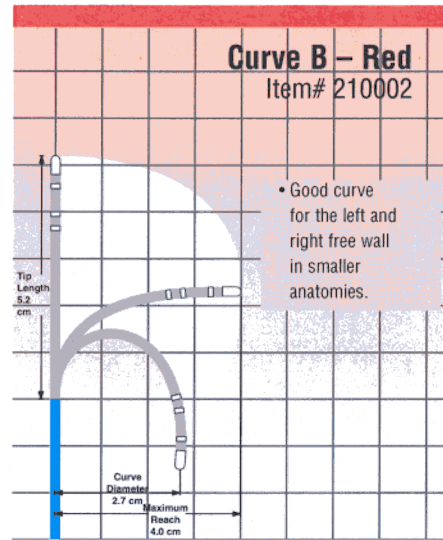 Curve B – Red
Item# 210002
• Good curve
for the left and
right free wall
in smaller
anatomies.
Tip
Length
5.2
cm
Curve
Diameter
2.7 cm
Maximum
Reach
4.0 cm